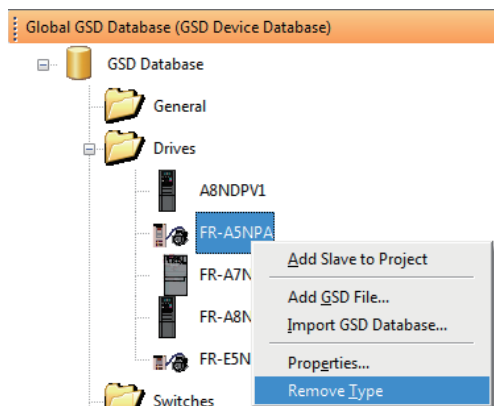 Global GSD Database (GSD Device Database)
GSD Database
General
Drives
A8NDPV1
FR-A5NPA
FR-A7N
FR-A8N
FR-E5N
Switches
Add Slave to Project
Add GSD File...
Import GSD Database...
Properties...
Remove Type